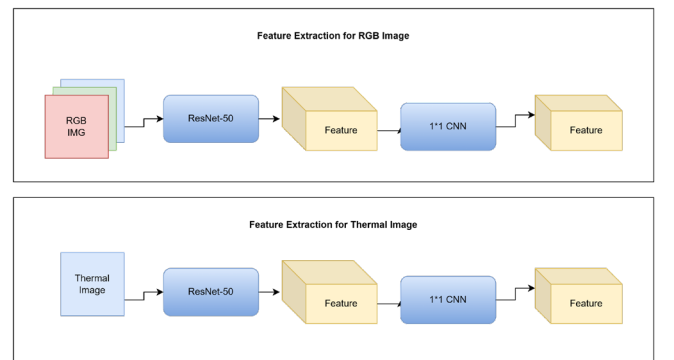 Feature Extraction for RGB Image
RGB
IMG
ResNet-50
Feature
1*1 CNN
Feature
Feature Extraction for Thermal Image
Thermal
Image
ResNet-50
Feature
1*1 CNN
Feature